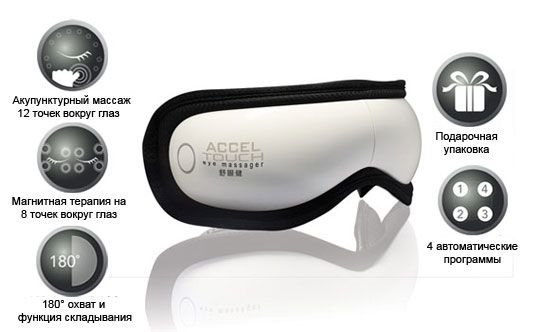 Акупунктурный массаж
12 точек вокруг глаз
Магнитная терапия на
8 точек вокруг глаз
180°
180° охват и
функция складывания
ACCEL
TOUCH
eye massager
舒眼健
Подарочная
упаковка
1 4
2 3
4 автоматические
программы